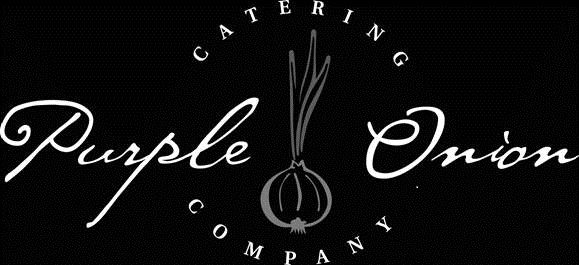 CATERING
Purple Onion
COMPANY